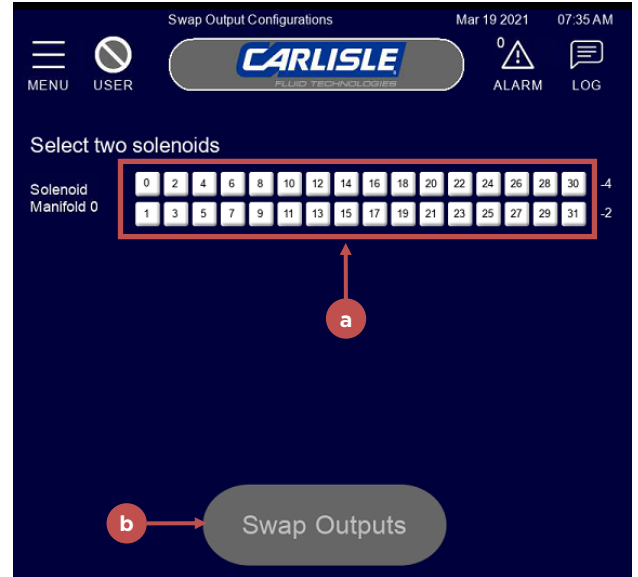 Swap Output Configurations Mar 19 2021 07:35 AM
MENU USER CARLISLE 0 ALARM LOG
FLUID TECHNOLOGIES
Select two solenoids
Solenoid 0 2 4 6 8 10 12 14 16 18 20 22 24 26 28 30 -4
Manifold 0 1 3 5 7 9 11 13 15 17 19 21 23 25 27 29 31 -2
a
b Swap Outputs